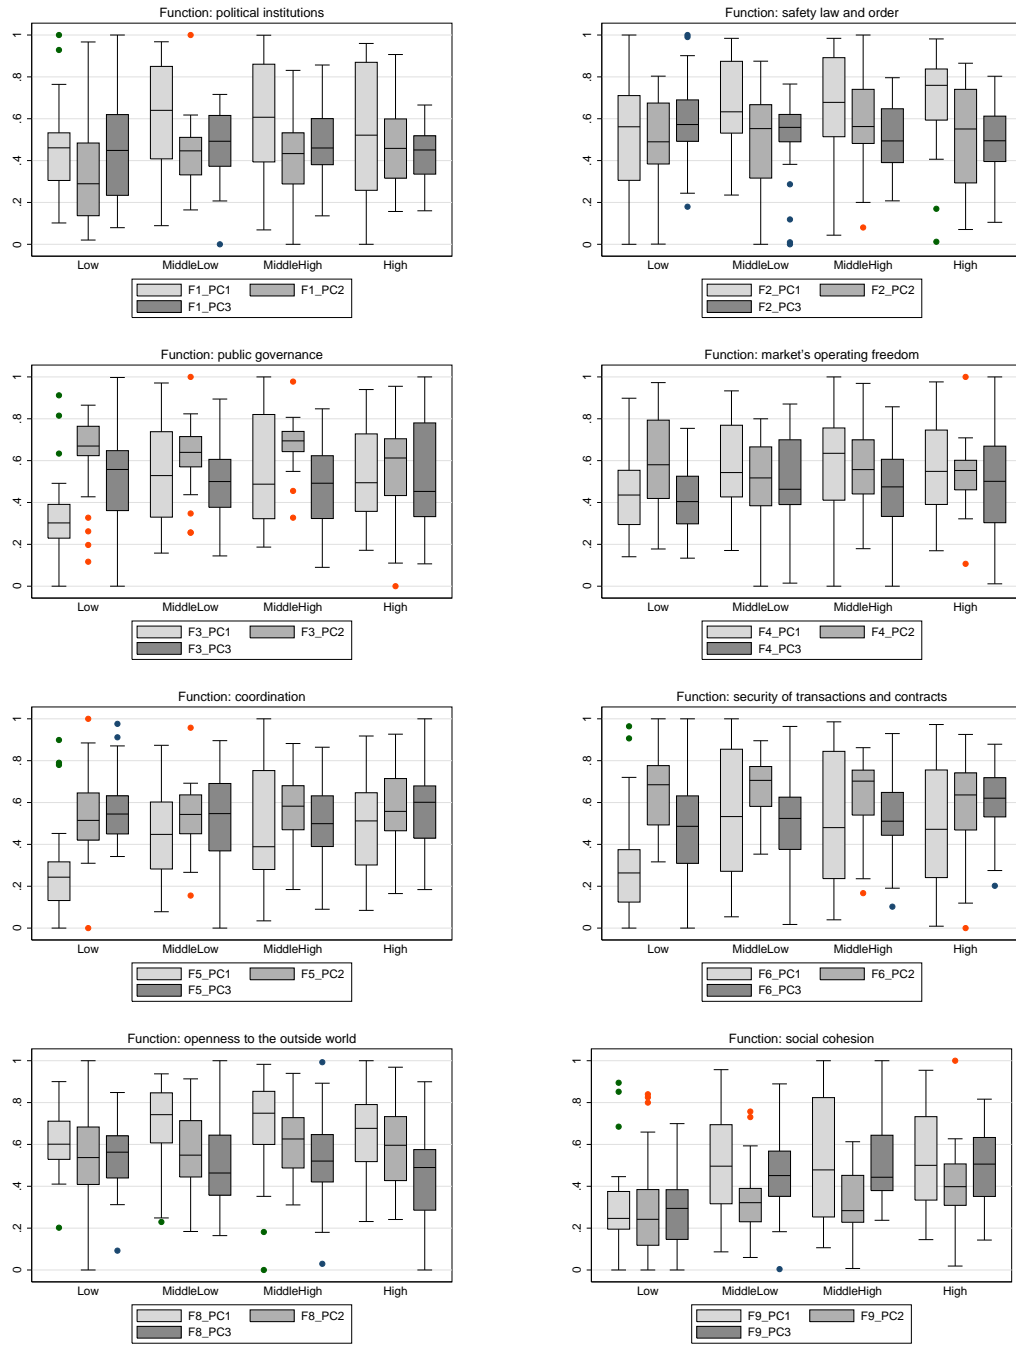 Function: political institutions
1
.8
.6
.4
.2
0
Low MiddleLow MiddleHigh High
F1_PC1 F1_PC2
F1_PC3
Function: safety law and order
1
.8
.6
.4
.2
0
Low MiddleLow MiddleHigh High
F2_PC1 F2_PC2
F2_PC3
Function: public governance
1
.8
.6
.4
.2
0
Low MiddleLow MiddleHigh High
F3_PC1 F3_PC2
F3_PC3
Function: market's operating freedom
1
.8
.6
.4
.2
0
Low MiddleLow MiddleHigh High
F4_PC1 F4_PC2
F4_PC3
Function: coordination
1
.8
.6
.4
.2
0
Low MiddleLow MiddleHigh High
F5_PC1 F5_PC2
F5_PC3
Function: security of transactions and contracts
1
.8
.6
.4
.2
0
Low MiddleLow MiddleHigh High
F6_PC1 F6_PC2
F6_PC3
Function: openness to the outside world
1
.8
.6
.4
.2
0
Low MiddleLow MiddleHigh High
F8_PC1 F8_PC2
F8_PC3
Function: social cohesion
1
.8
.6
.4
.2
0
Low MiddleLow MiddleHigh High
F9_PC1 F9_PC2
F9_PC3